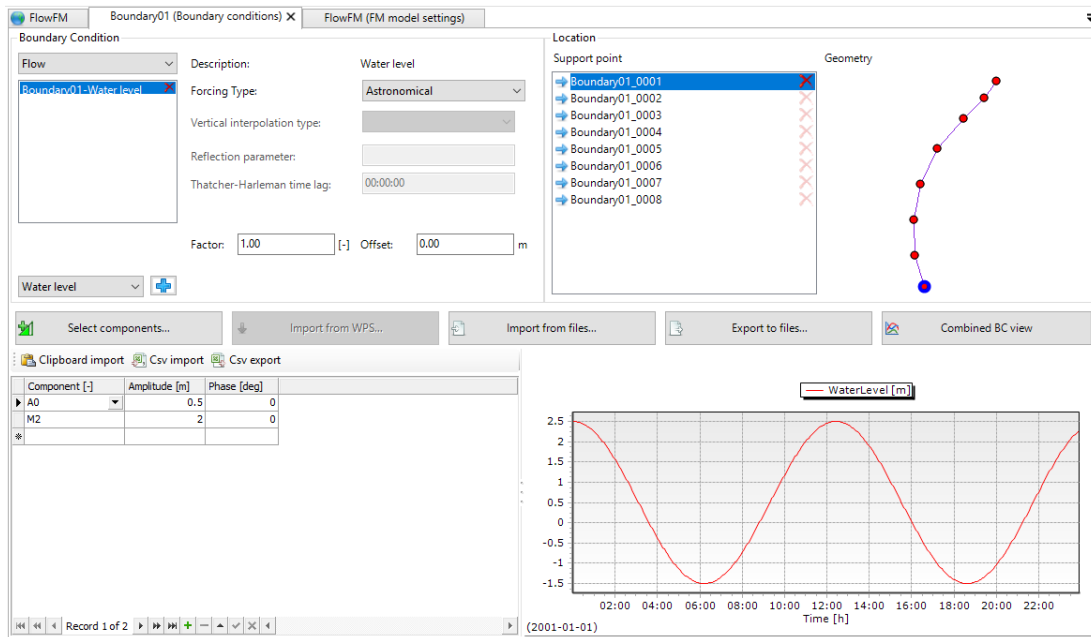 FlowFM
Boundary01 (Boundary conditions)
FlowFM (FM model settings)
Boundary Condition
Flow
Boundary01-Water level
Description:
Water level
Forcing Type:
Astronomical
Vertical interpolation type:
Reflection parameter:
Thatcher-Harleman time lag:
00:00:00
Factor:
1.00
[-]
Offset:
0.00
m
Water level
Location
Support point
Geometry
Boundary01_0001
Boundary01_0002
Boundary01_0003
Boundary01_0004
Boundary01_0005
Boundary01_0006
Boundary01_0007
Boundary01_0008
Select components...
Import from WPS...
Import from files...
Export to files...
Combined BC view
Clipboard import
Csv import
Csv export
Component [-] Amplitude [m] Phase [deg]
A0 0.5 0
M2 2 0
Record 1 of 2
WaterLevel [m]
2.5
2
1.5
1
0.5
0
-0.5
-1
-1.5
02:00 04:00 06:00 08:00 10:00 12:00 14:00 16:00 18:00 20:00 22:00
Time [h]
(2001-01-01)